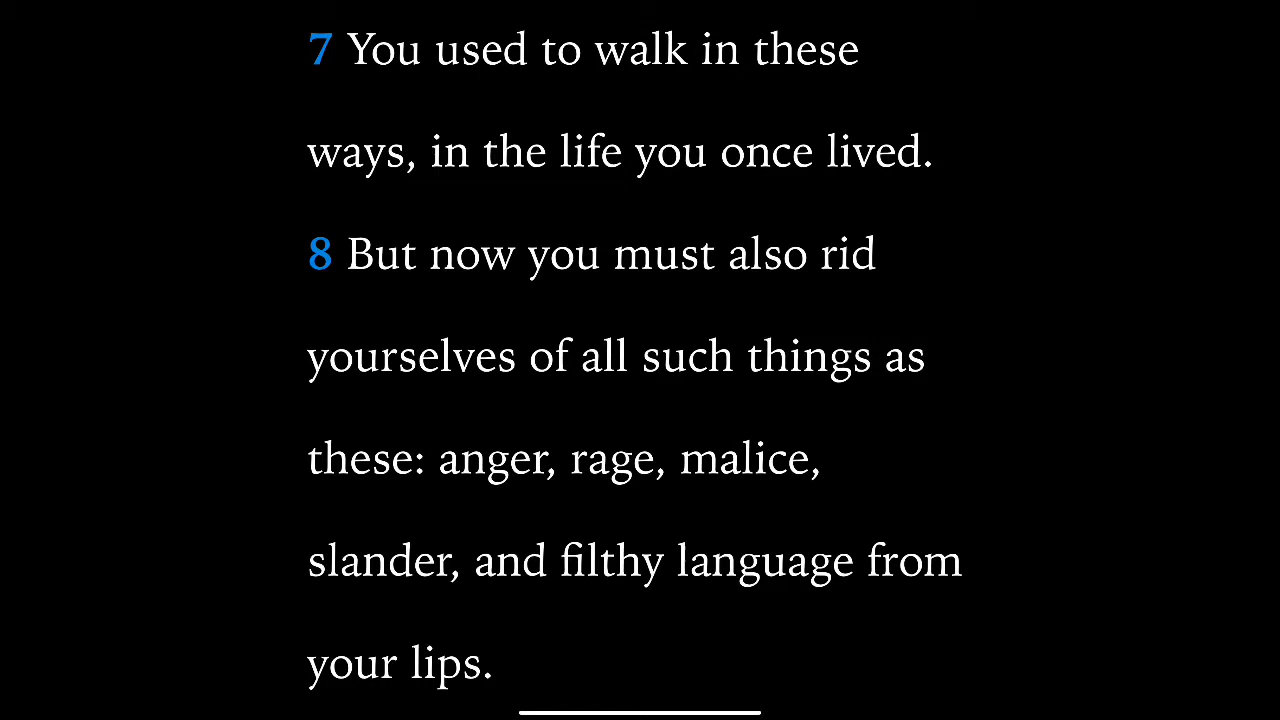 7 You used to walk in these
ways, in the life you once lived.
8 But now you must also rid
yourselves of all such things as
these: anger, rage, malice,
slander, and filthy language from
your lips.